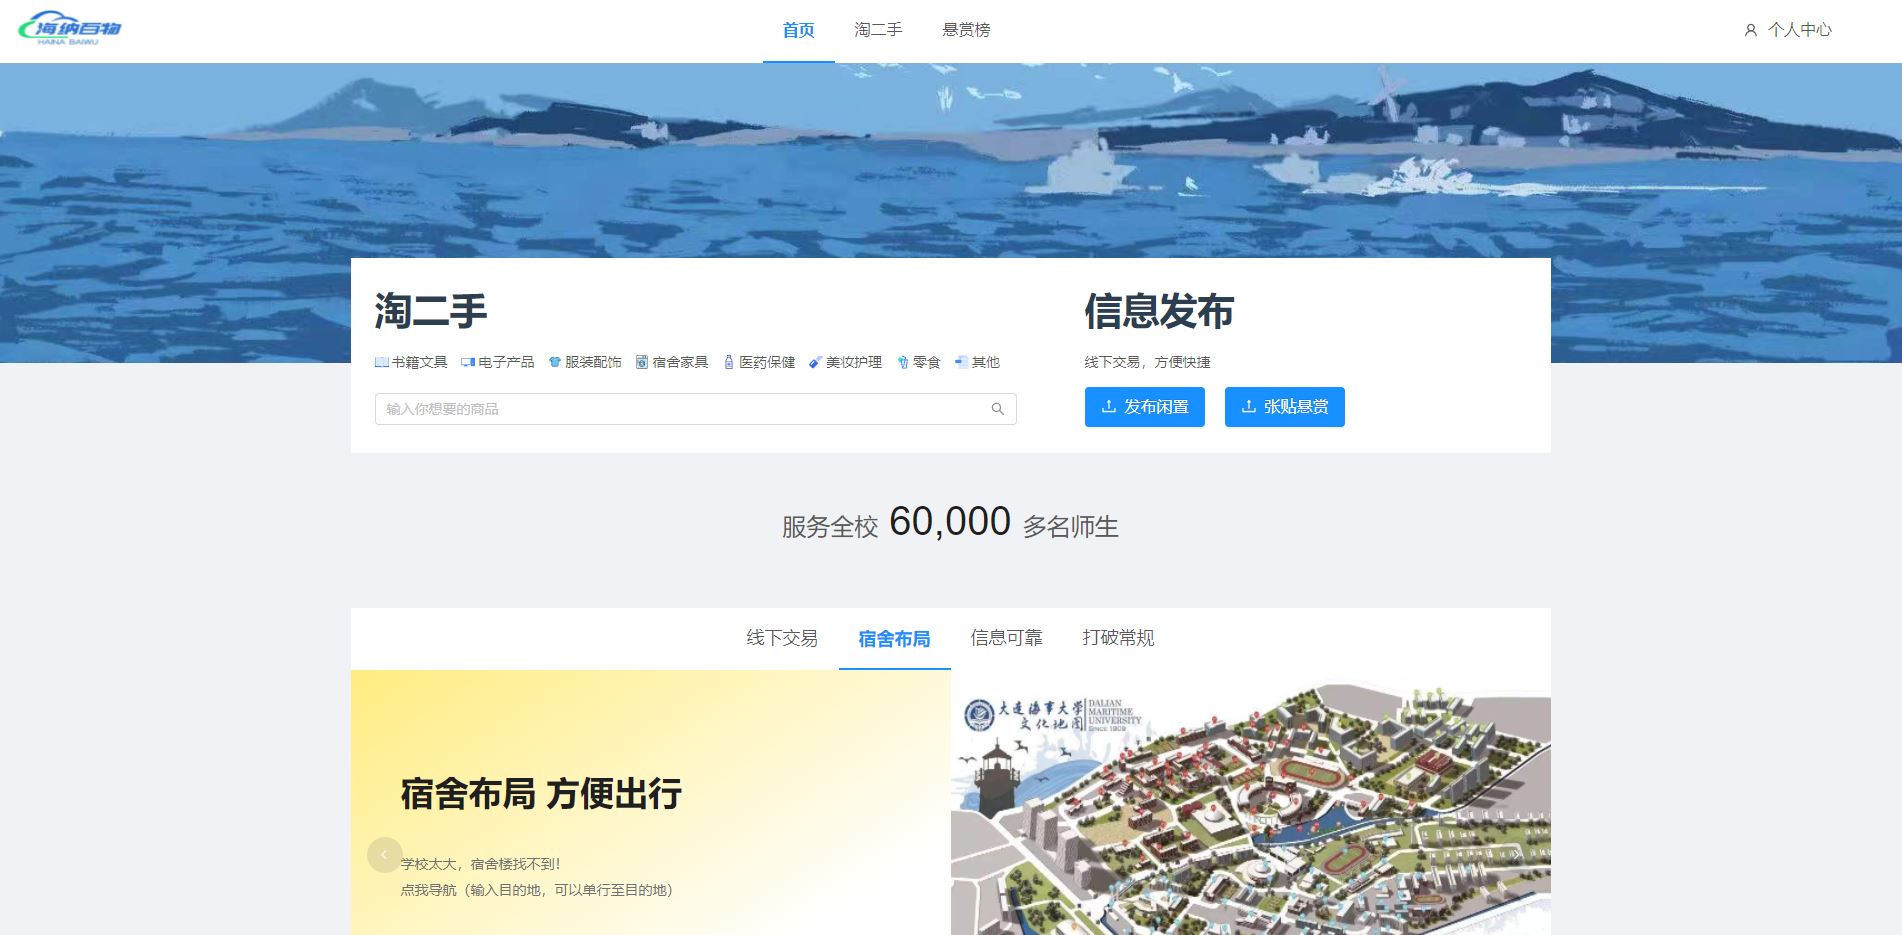 海纳百物
HAINA BAIWU
首页
淘二手
悬赏榜
个人中心
淘二手
书籍文具
电子产品
服装配饰
宿舍家具
医药保健
美妆护理
零食
其他
输入你想要的商品
信息发布
线下交易，方便快捷
发布闲置
张贴悬赏
服务全校 60,000 多名师生
线下交易
宿舍布局
信息可靠
打破常规
宿舍布局 方便出行
学校太大，宿舍楼找不到！
点我导航（输入目的地，可以单行至目的地）
大连海事大学
文化地图
DALIAN
MARITIME
UNIVERSITY
SINCE 1909